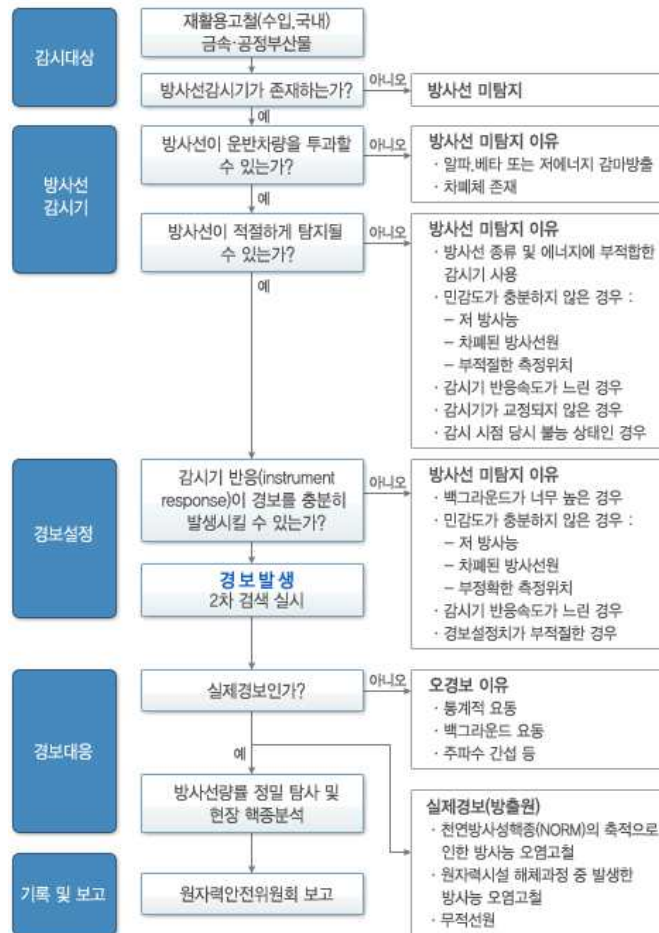 감시대상
재활용고철(수입,국내)
금속·공정부산물
방사선감시기가 존재하는가?
아니오
방사선 미탐지
예
방사선
감시기
방사선이 운반차량을 투과할
수 있는가?
아니오
방사선 미탐지 이유
· 알파,베타 또는 저에너지 감마방출
· 차폐체 존재
예
방사선이 적절하게 탐지될
수 있는가?
아니오
방사선 미탐지 이유
· 방사선 종류 및 에너지에 부적합한
감시기 사용
· 민감도가 충분하지 않은 경우 :
– 저 방사능
– 차폐된 방사선원
– 부적절한 측정위치
· 감시기 반응속도가 느린 경우
· 감시기가 교정되지 않은 경우
· 감시 시점 당시 불능 상태인 경우
예
경보설정
감시기 반응(instrument
response)이 경보를 충분히
발생시킬 수 있는가?
아니오
방사선 미탐지 이유
· 백그라운드가 너무 높은 경우
· 민감도가 충분하지 않은 경우 :
– 저 방사능
– 차폐된 방사선원
– 부정확한 측정위치
· 감시기 반응속도가 느린 경우
· 경보설정치가 부적절한 경우
경보발생
2차 검색 실시
경보대응
실제경보인가?
아니오
오경보 이유
· 통계적 요동
· 백그라운드 요동
· 주파수 간섭 등
예
방사선량률 정밀 탐사 및
현장 핵종분석
실제경보(방출원)
· 천연방사성핵종(NORM)의 축적으로
인한 방사능 오염고철
· 원자력시설 해체과정 중 발생한
방사능 오염고철
· 무적선원
기록 및 보고
원자력안전위원회 보고